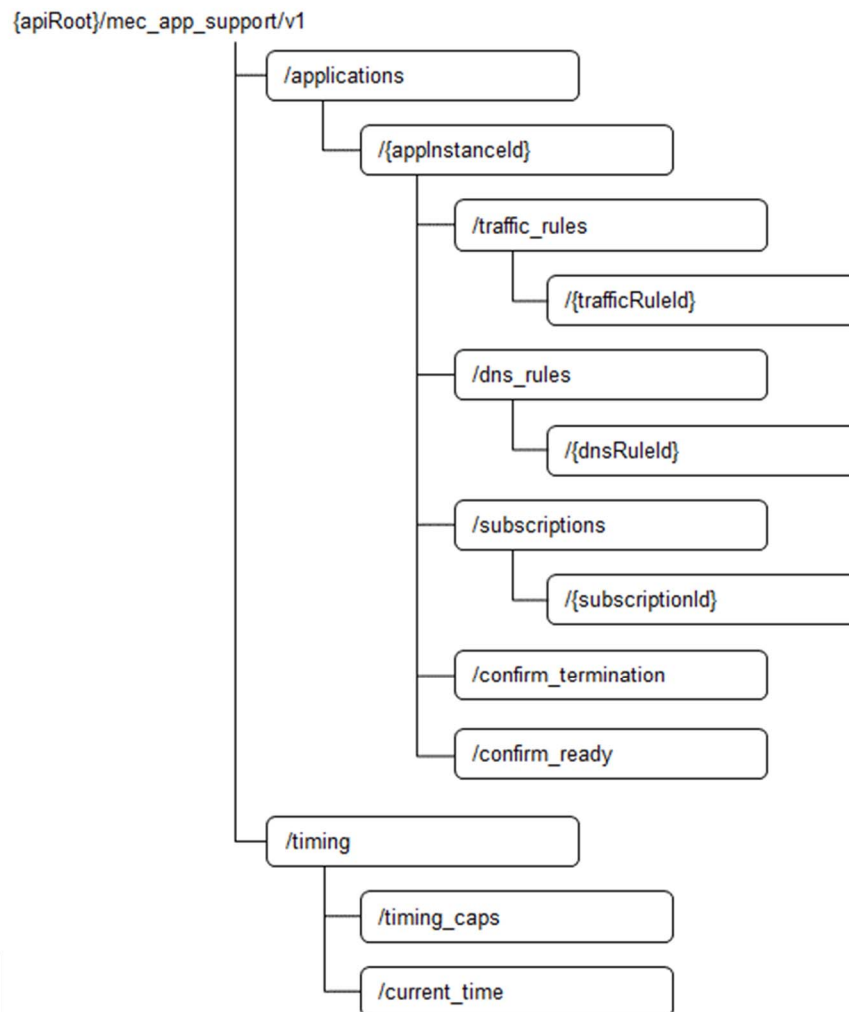 {apiRoot}/mec_app_support/v1
/applications
/{appInstanceId}
/traffic_rules
/{trafficRuleId}
/dns_rules
/{dnsRuleId}
/subscriptions
/{subscriptionId}
/confirm_termination
/confirm_ready
/timing
/timing_caps
/current_time